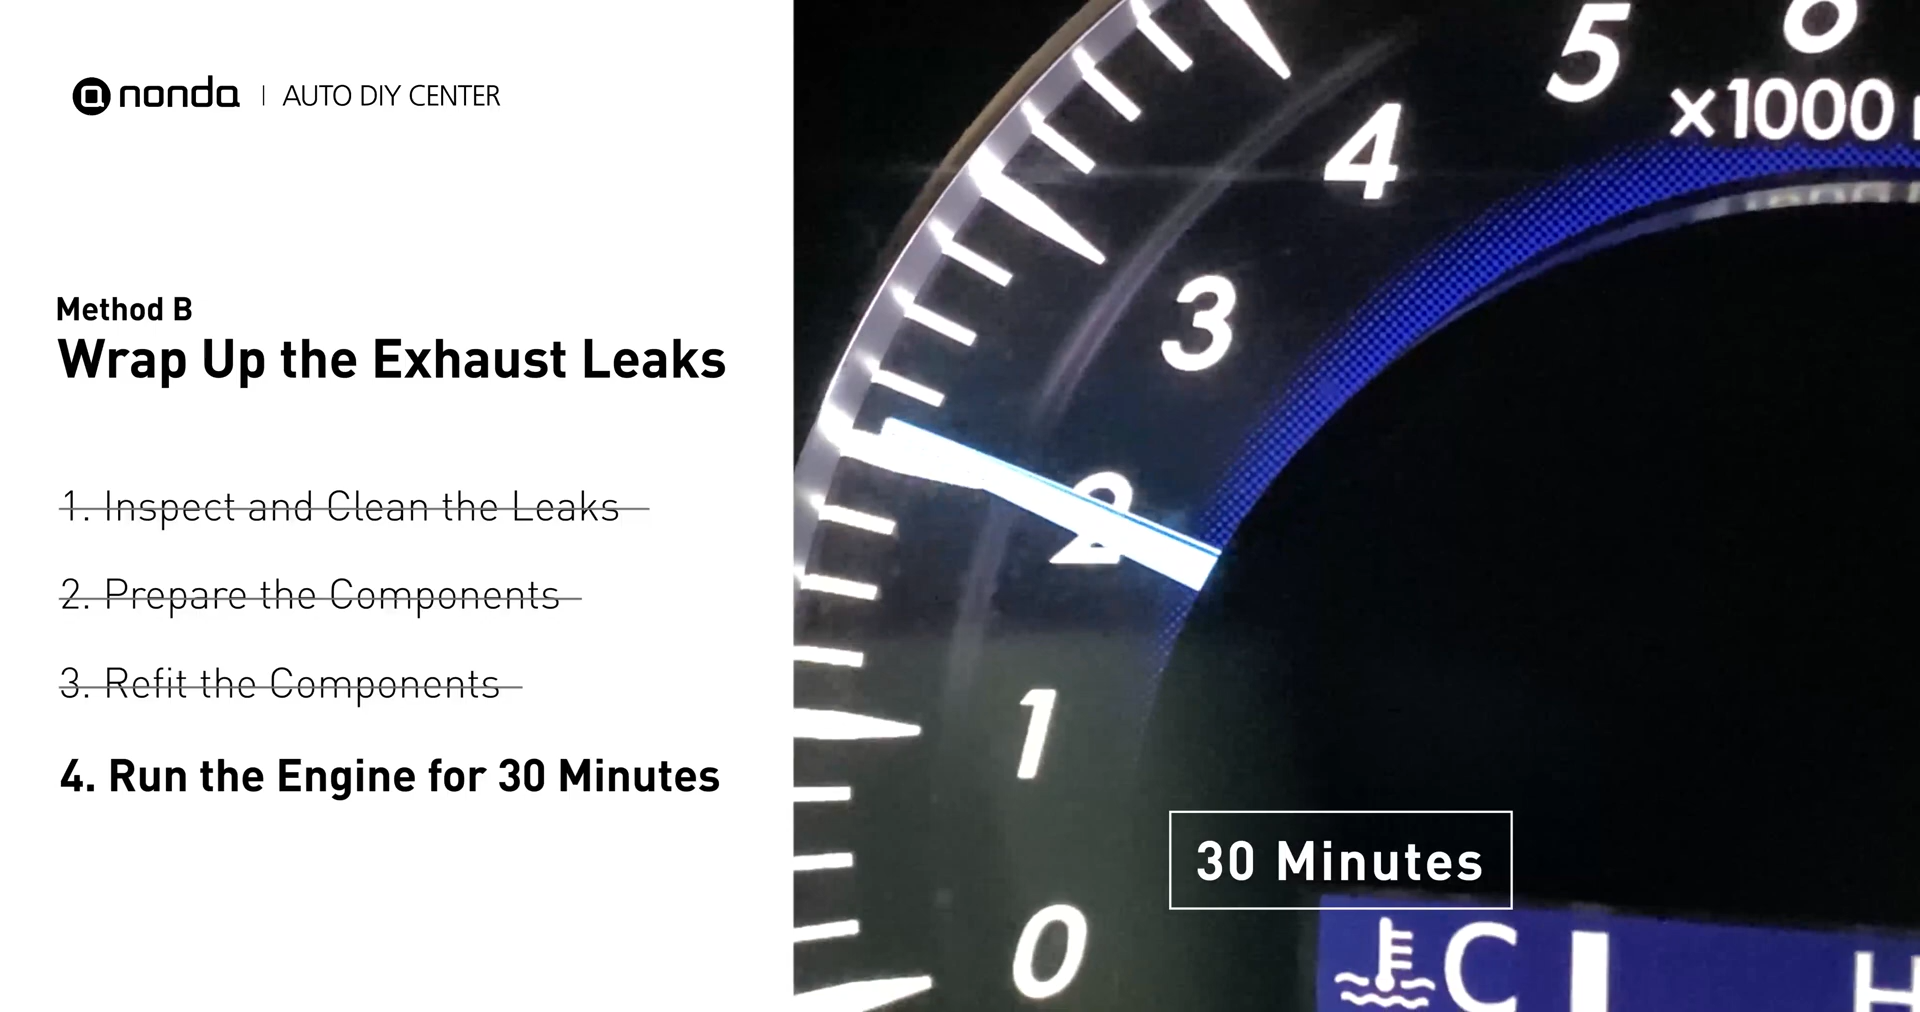 nonda | AUTO DIY CENTER
Method B
Wrap Up the Exhaust Leaks
1. Inspect and Clean the Leaks
2. Prepare the Components
3. Refit the Components
4. Run the Engine for 30 Minutes
6
5
x1000
4
3
2
1
0
30 Minutes
C H